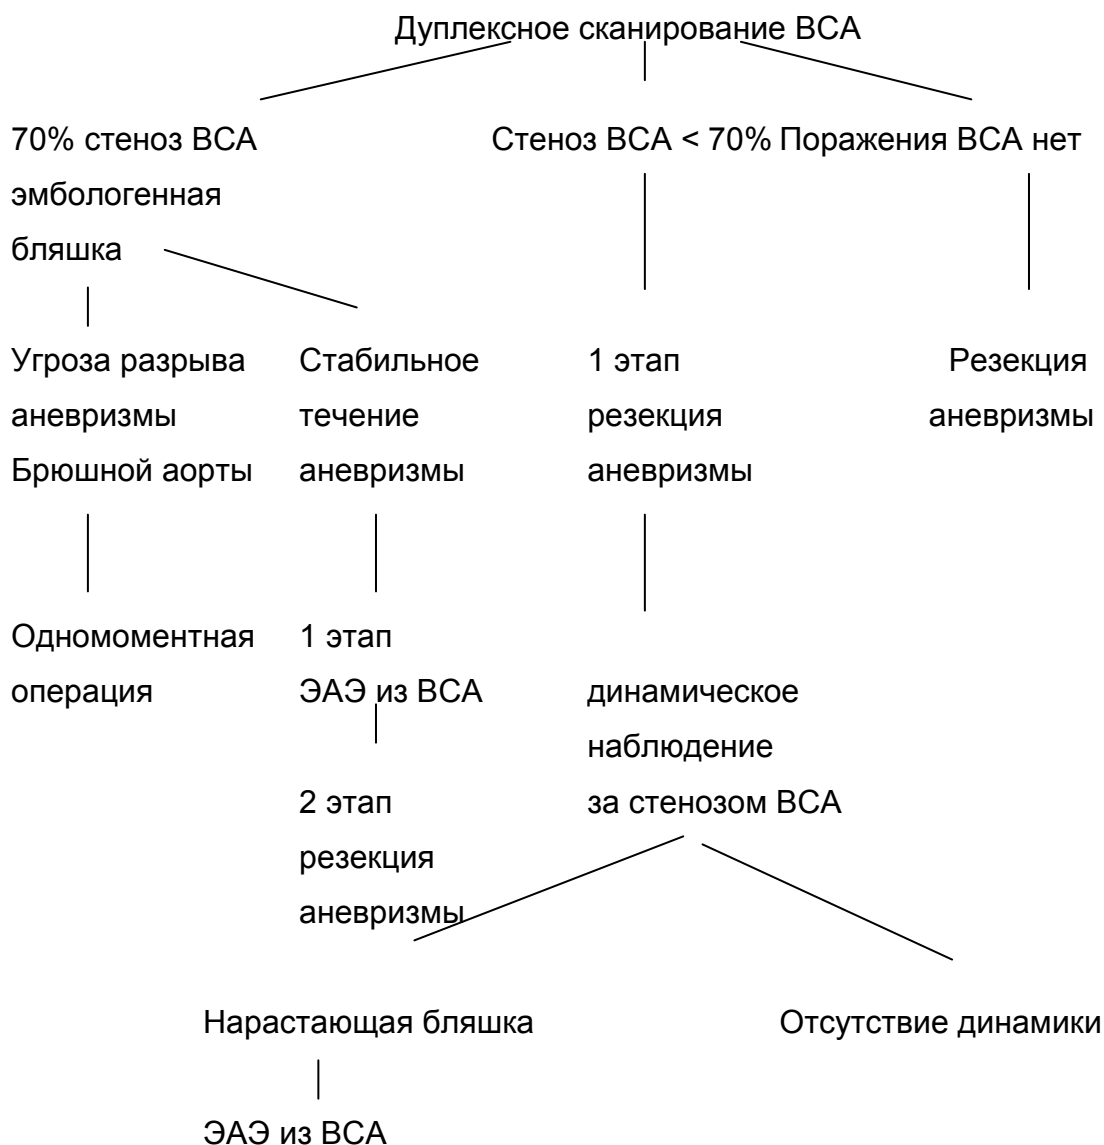 Дуплексное сканирование ВСА
70% стеноз ВСА
эмбологенная
бляшка
Стеноз ВСА < 70%
Поражения ВСА нет
Угроза разрыва
аневризмы
Брюшной аорты
Стабильное
течение
аневризмы
1 этап
резекция
аневризмы
Резекция
аневризмы
Одномоментная
операция
1 этап
ЭАЭ из ВСА
2 этап
резекция
аневризмы
динамическое
наблюдение
за стенозом ВСА
Нарастающая бляшка
Отсутствие динамики
ЭАЭ из ВСА